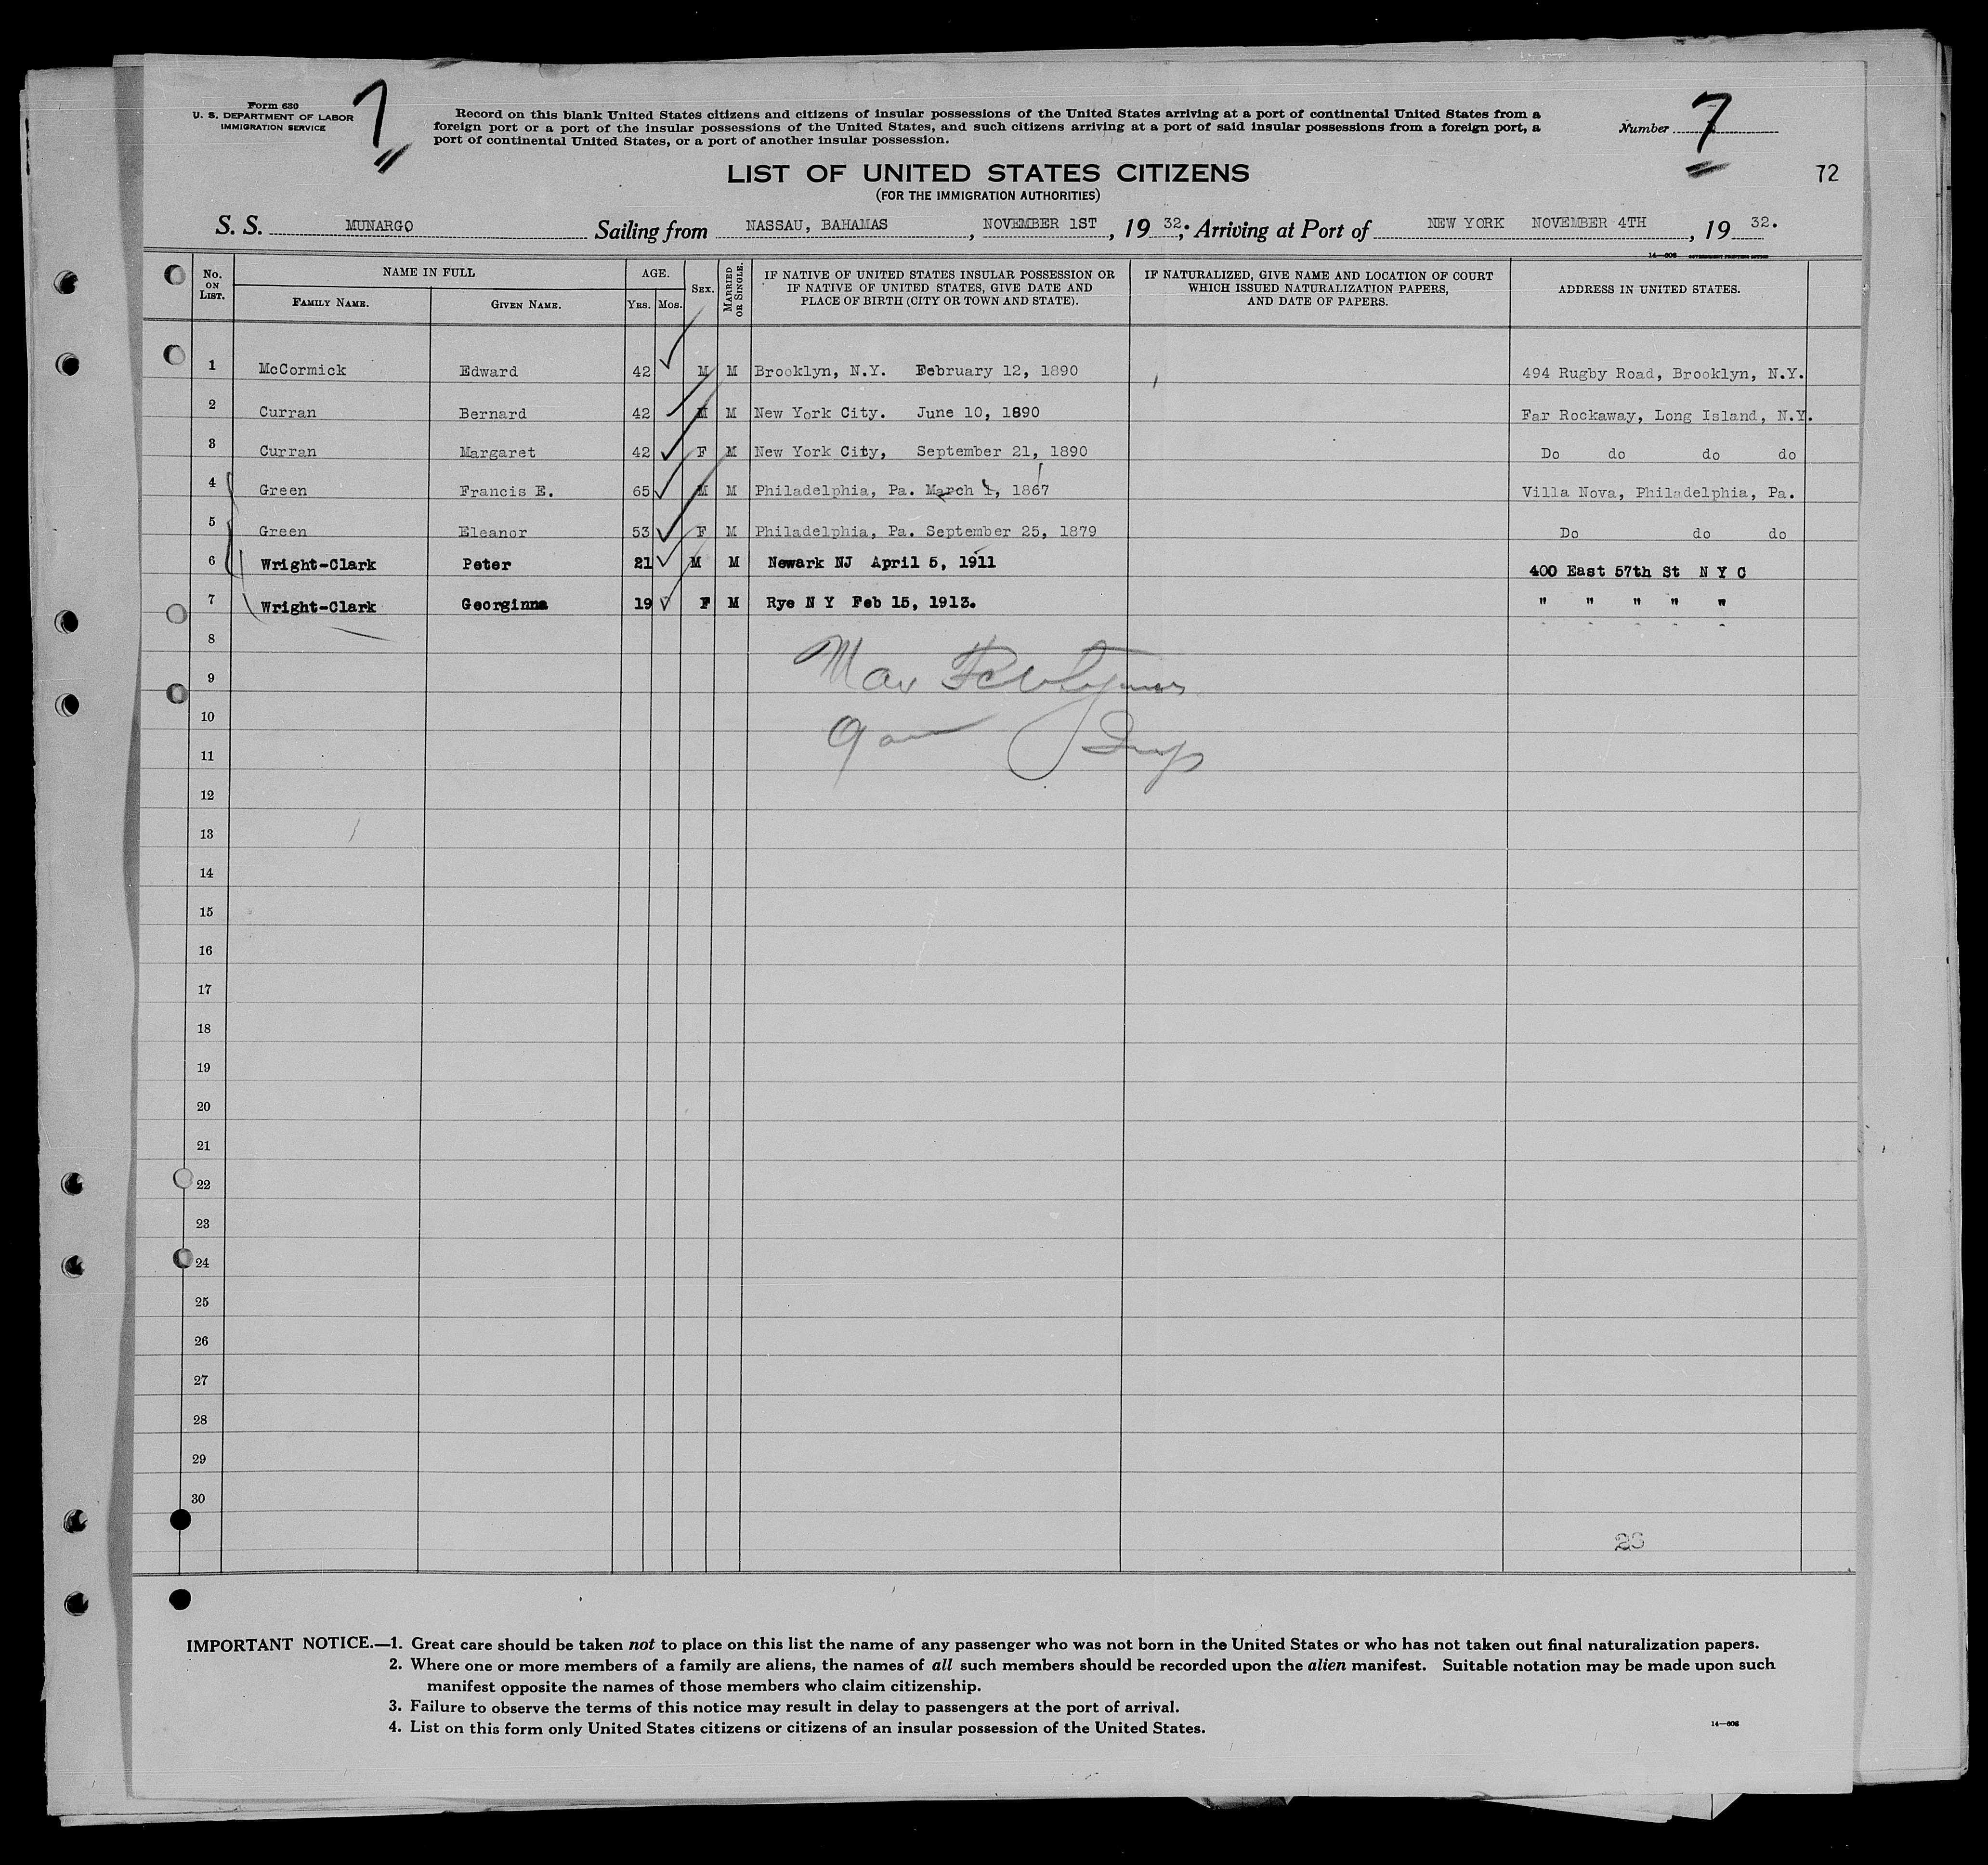 Form 630
U. S. DEPARTMENT OF LABOR
IMMIGRATION SERVICE
7
Record on this blank United States citizens and citizens of insular possessions of the United States arriving at a port of continental United States from a
foreign port or a port of the insular possessions of the United States, and such citizens arriving at a port of said insular possessions from a foreign port, a
port of continental United States, or a port of another insular possession.
Number 7
LIST OF UNITED STATES CITIZENS
(FOR THE IMMIGRATION AUTHORITIES)
72
S. S. MUNARGO Sailing from NASSAU, BAHAMAS, NOVEMBER 1ST, 19 32; Arriving at Port of NEW YORK NOVEMBER 4TH, 19 32.
14—608 GOVERNMENT PRINTING OFFICE
No. ON LIST. NAME IN FULL FAMILY NAME. GIVEN NAME. AGE. YRS. MOS. SEX. MARRIED OR SINGLE. IF NATIVE OF UNITED STATES INSULAR POSSESSION OR IF NATIVE OF UNITED STATES, GIVE DATE AND PLACE OF BIRTH (CITY OR TOWN AND STATE). IF NATURALIZED, GIVE NAME AND LOCATION OF COURT WHICH ISSUED NATURALIZATION PAPERS, AND DATE OF PAPERS. ADDRESS IN UNITED STATES.
1 McCormick Edward 42 M M Brooklyn, N.Y. February 12, 1890 494 Rugby Road, Brooklyn, N.Y.
2 Curran Bernard 42 M M New York City. June 10, 1890 Far Rockaway, Long Island, N.Y.
3 Curran Margaret 42 F M New York City, September 21, 1890 Do do do do
4 Green Francis E. 65 M M Philadelphia, Pa. March 1, 1867 Villa Nova, Philadelphia, Pa.
5 Green Eleanor 53 F M Philadelphia, Pa. September 25, 1879 Do do do
6 Wright-Clark Peter 21 M M Newark NJ April 5, 1911 400 East 57th St N Y C
7 Wright-Clark Georginna 19 F M Rye N Y Feb 15, 1913. " " " " "
8
9 Max
10
11
12
13
14
15
16
17
18
19
20
21
22
23
24
25
26
27
28
29
30
IMPORTANT NOTICE.—1. Great care should be taken not to place on this list the name of any passenger who was not born in the United States or who has not taken out final naturalization papers.
2. Where one or more members of a family are aliens, the names of all such members should be recorded upon the alien manifest. Suitable notation may be made upon such
manifest opposite the names of those members who claim citizenship.
3. Failure to observe the terms of this notice may result in delay to passengers at the port of arrival.
4. List on this form only United States citizens or citizens of an insular possession of the United States.
14—608